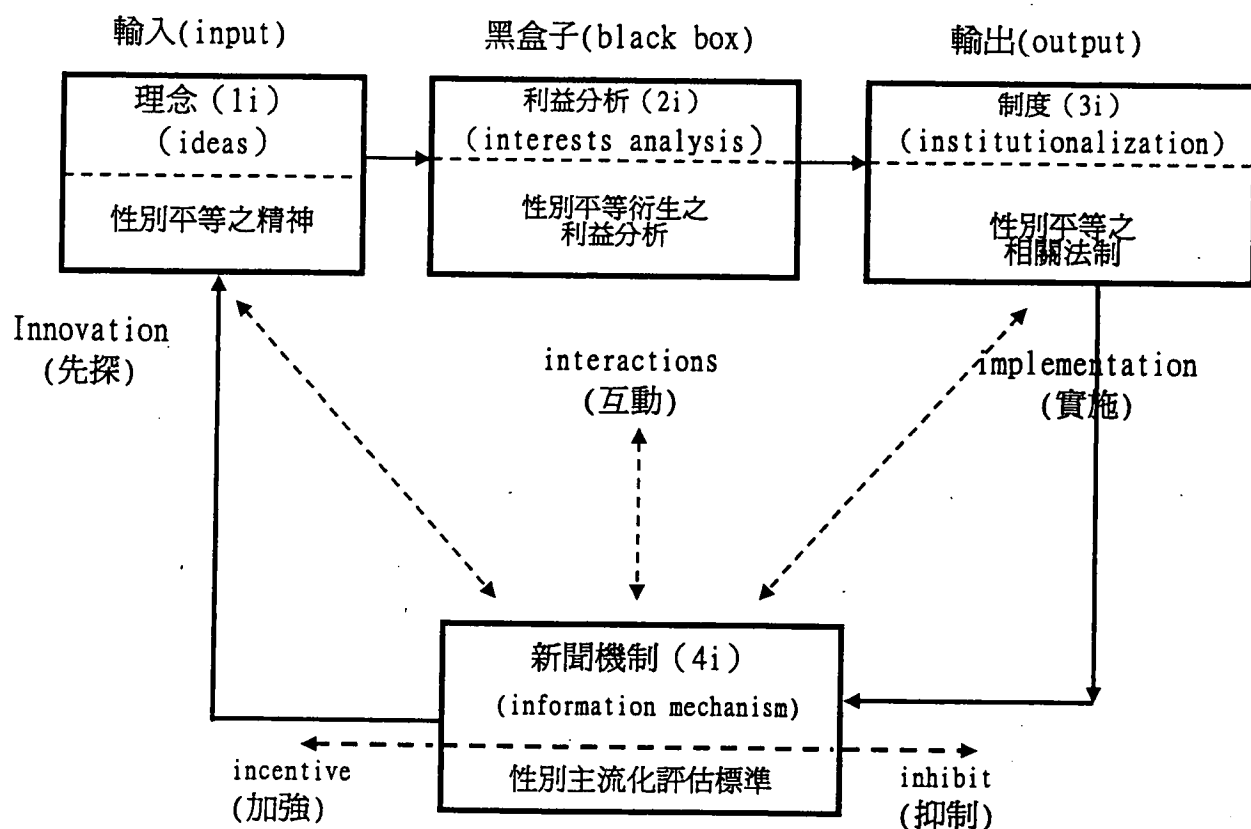 輸入(input)
黑盒子(black box)
輸出(output)
理念（1i）
(ideas)
性別平等之精神
利益分析（2i）
(interests analysis)
性別平等衍生之
利益分析
制度（3i）
(institutionalization)
性別平等之
相關法制
Innovation
(先探)
interactions
(互動)
implementation
(實施)
新聞機制（4i）
(information mechanism)
性別主流化評估標準
incentive
(加強)
inhibit
(抑制)